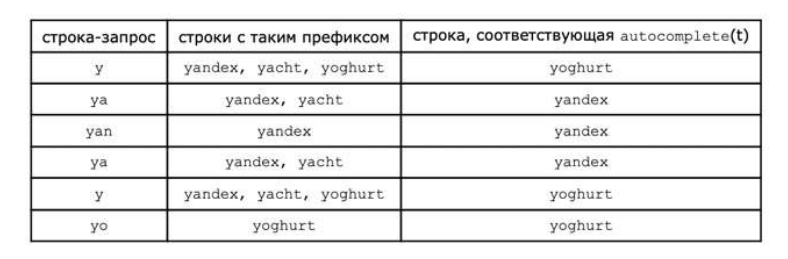 строка-запрос строки с таким префиксом строка, соответствующая autocomplete(t)
y yandex, yacht, yoghurt yoghurt
ya yandex, yacht yandex
yan yandex yandex
ya yandex, yacht yandex
y yandex, yacht, yoghurt yoghurt
yo yoghurt yoghurt